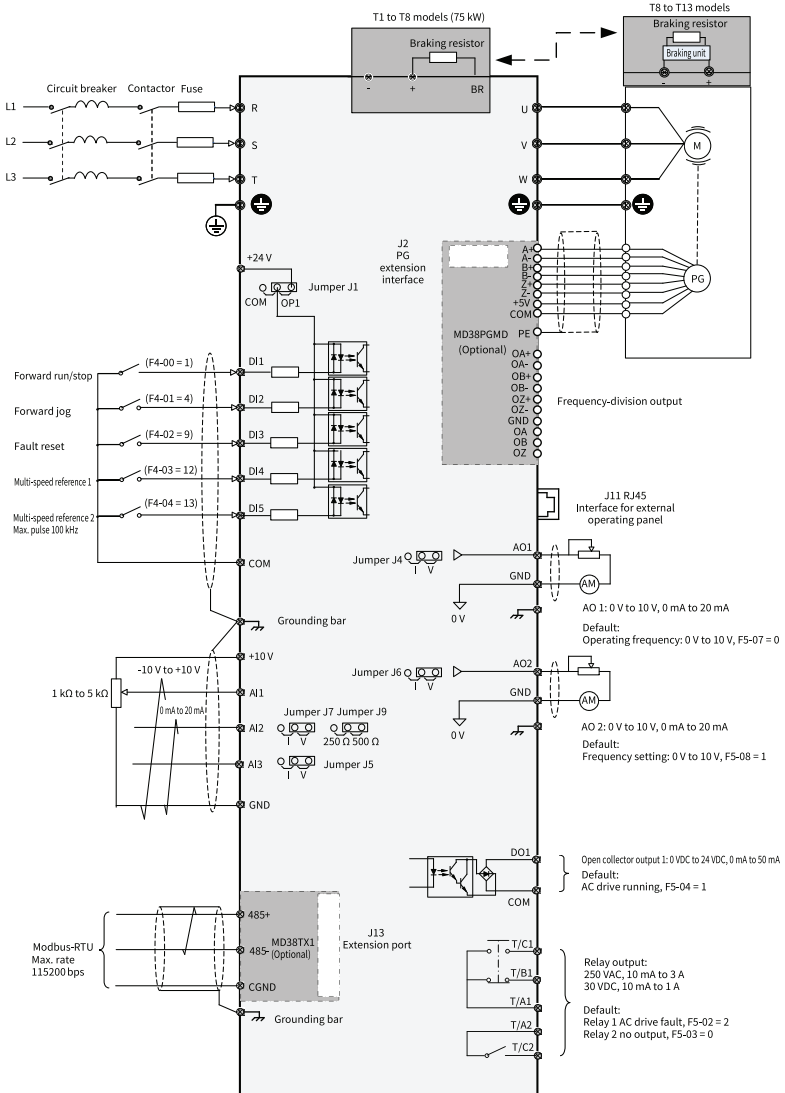 T1 to T8 models (75 kW)
Braking resistor
- + BR
T8 to T13 models
Braking resistor
Braking unit
- +
Circuit breaker Contactor Fuse
L1
R
L2
S
L3
T
U
V
W
M
+24 V
COM OP1
Jumper J1
J2
PG
extension
interface
MD38PGMD
(Optional)
A+
A-
B+
B-
Z+
Z-
+5V
COM
PE
OA+
OA-
OB+
OB-
OZ+
OZ-
GND
OA
OB
OZ
PG
Frequency-division output
Forward run/stop
(F4-00 = 1)
DI1
Forward jog
(F4-01 = 4)
DI2
Fault reset
(F4-02 = 9)
DI3
Multi-speed reference 1
(F4-03 = 12)
DI4
Multi-speed reference 2
Max. pulse 100 kHz
(F4-04 = 13)
DI5
COM
Grounding bar
J11 RJ45
Interface for external
operating panel
Jumper J4
I V
AO1
GND
0 V
AM
AO 1: 0 V to 10 V, 0 mA to 20 mA
Default:
Operating frequency: 0 V to 10 V, F5-07 = 0
+10 V
-10 V to +10 V
1 kΩ to 5 kΩ
AI1
0 mA to 20 mA
AI2
Jumper J7 Jumper J9
I V
250 Ω 500 Ω
AI3
Jumper J5
I V
GND
Jumper J6
I V
AO2
GND
0 V
AM
AO 2: 0 V to 10 V, 0 mA to 20 mA
Default:
Frequency setting: 0 V to 10 V, F5-08 = 1
DO1
COM
Open collector output 1: 0 VDC to 24 VDC, 0 mA to 50 mA
Default:
AC drive running, F5-04 = 1
Modbus-RTU
Max. rate
115200 bps
485+
485-
CGND
MD38TX1
(Optional)
J13
Extension port
Grounding bar
T/C1
T/B1
T/A1
T/A2
T/C2
Relay output:
250 VAC, 10 mA to 3 A
30 VDC, 10 mA to 1 A
Default:
Relay 1 AC drive fault, F5-02 = 2
Relay 2 no output, F5-03 = 0